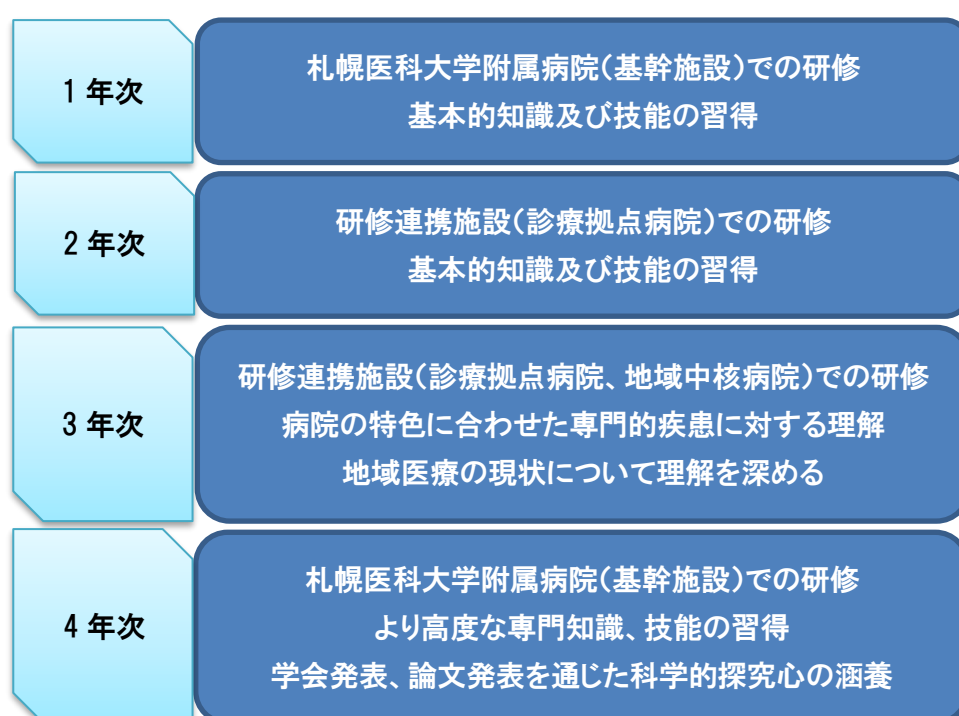 1 年次
札幌医科大学附属病院（基幹施設）での研修
基本的知識及び技能の習得
2 年次
研修連携施設（診療拠点病院）での研修
基本的知識及び技能の習得
3 年次
研修連携施設（診療拠点病院、地域中核病院）での研修
病院の特色に合わせた専門的疾患に対する理解
地域医療の現状について理解を深める
4 年次
札幌医科大学附属病院（基幹施設）での研修
より高度な専門知識、技能の習得
学会発表、論文発表を通じた科学的探究心の涵養